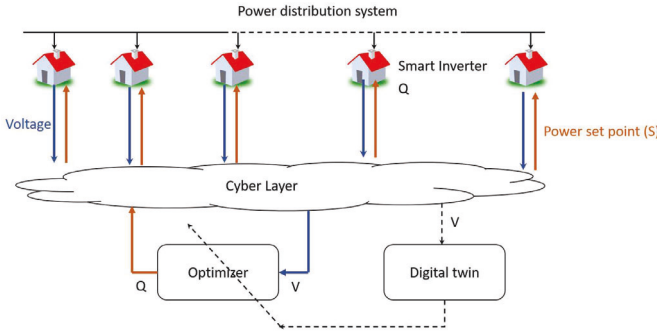 Power distribution system
Smart Inverter
Q
Voltage
Power set point (S)
Cyber Layer
V
Optimizer
Digital twin
Q
V